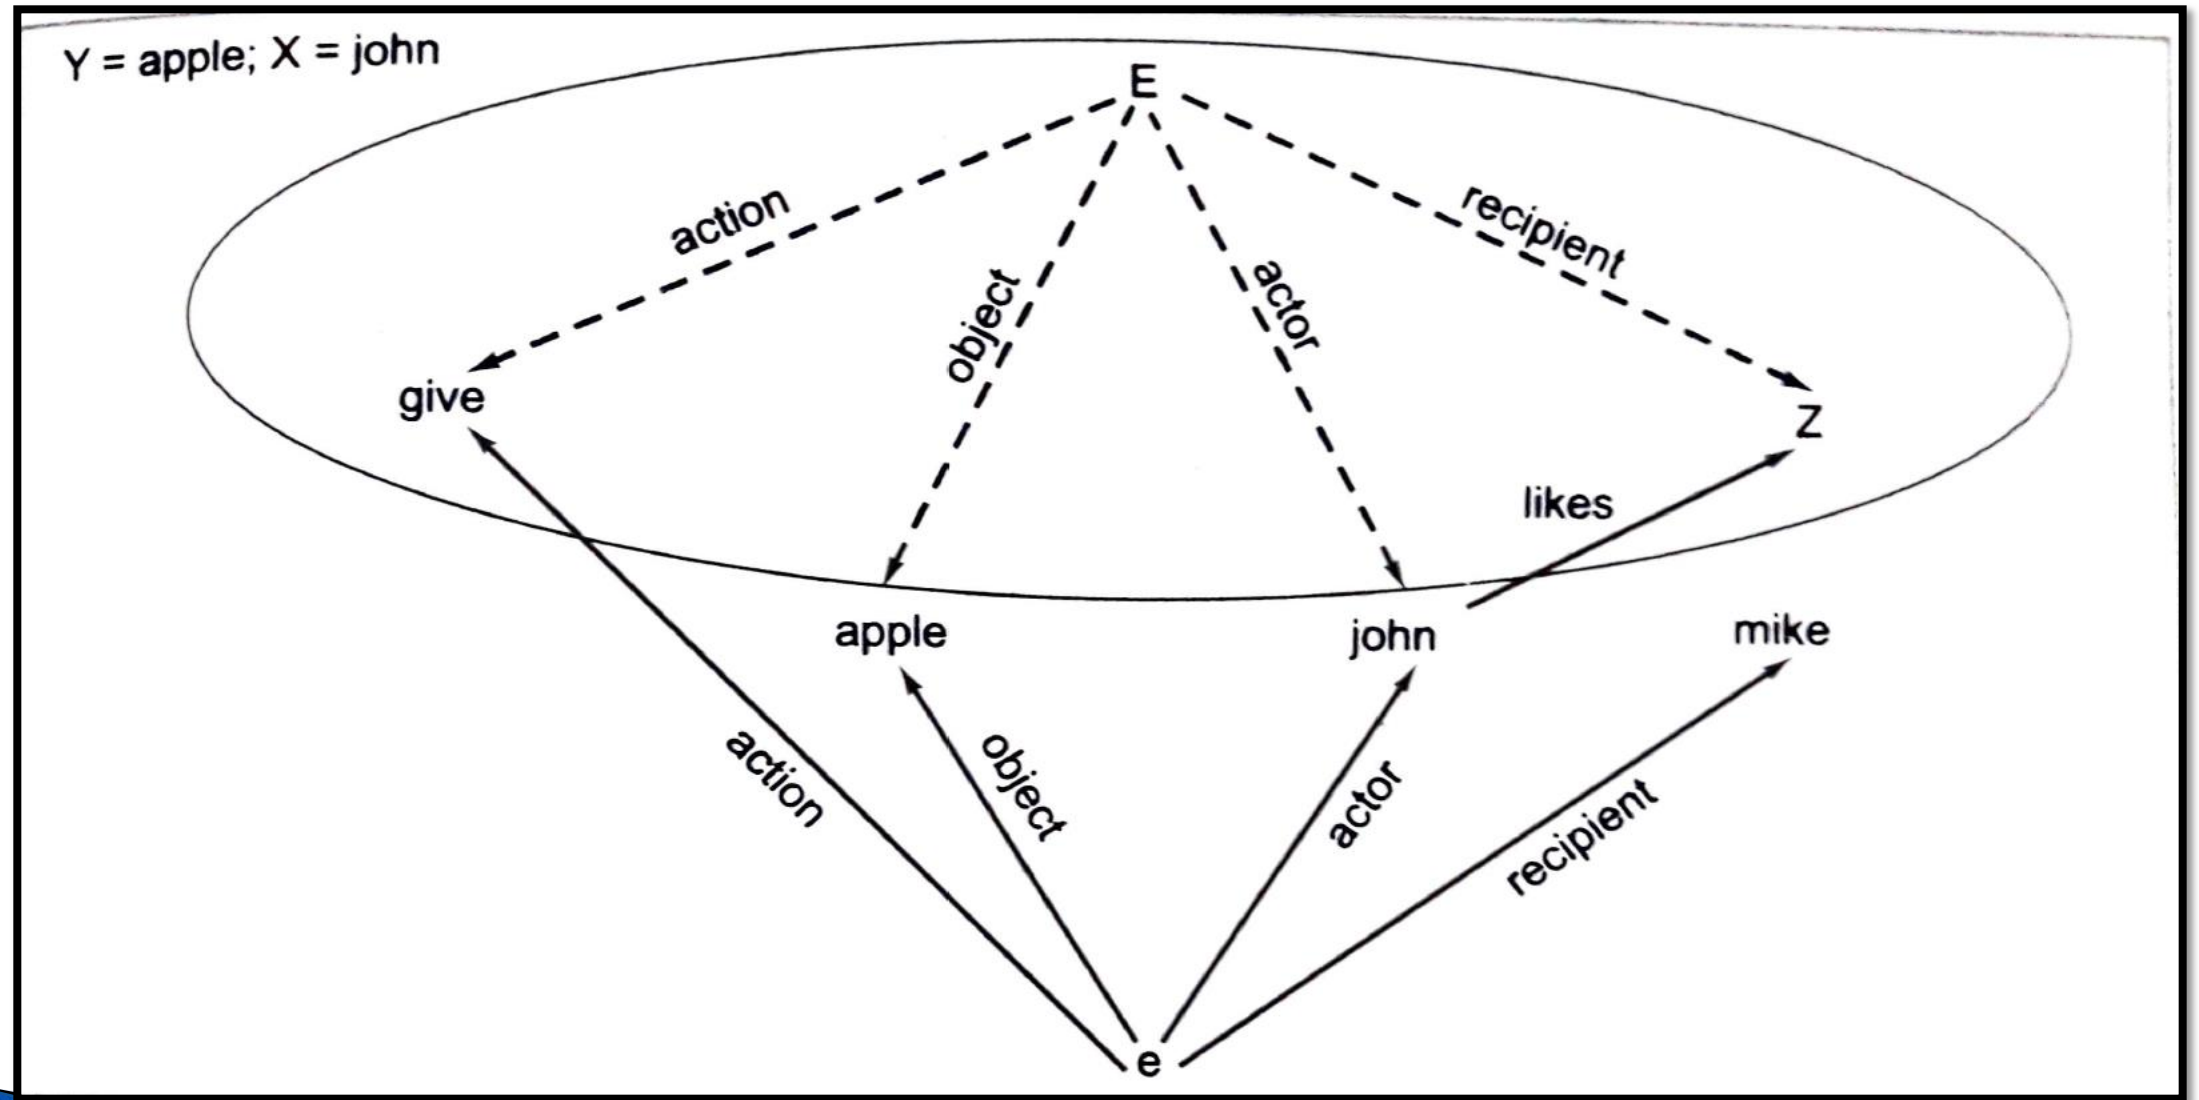 Y = apple; X = john
E
action
recipient
object
actor
give
Z
likes
apple
john
mike
action
object
actor
recipient
e